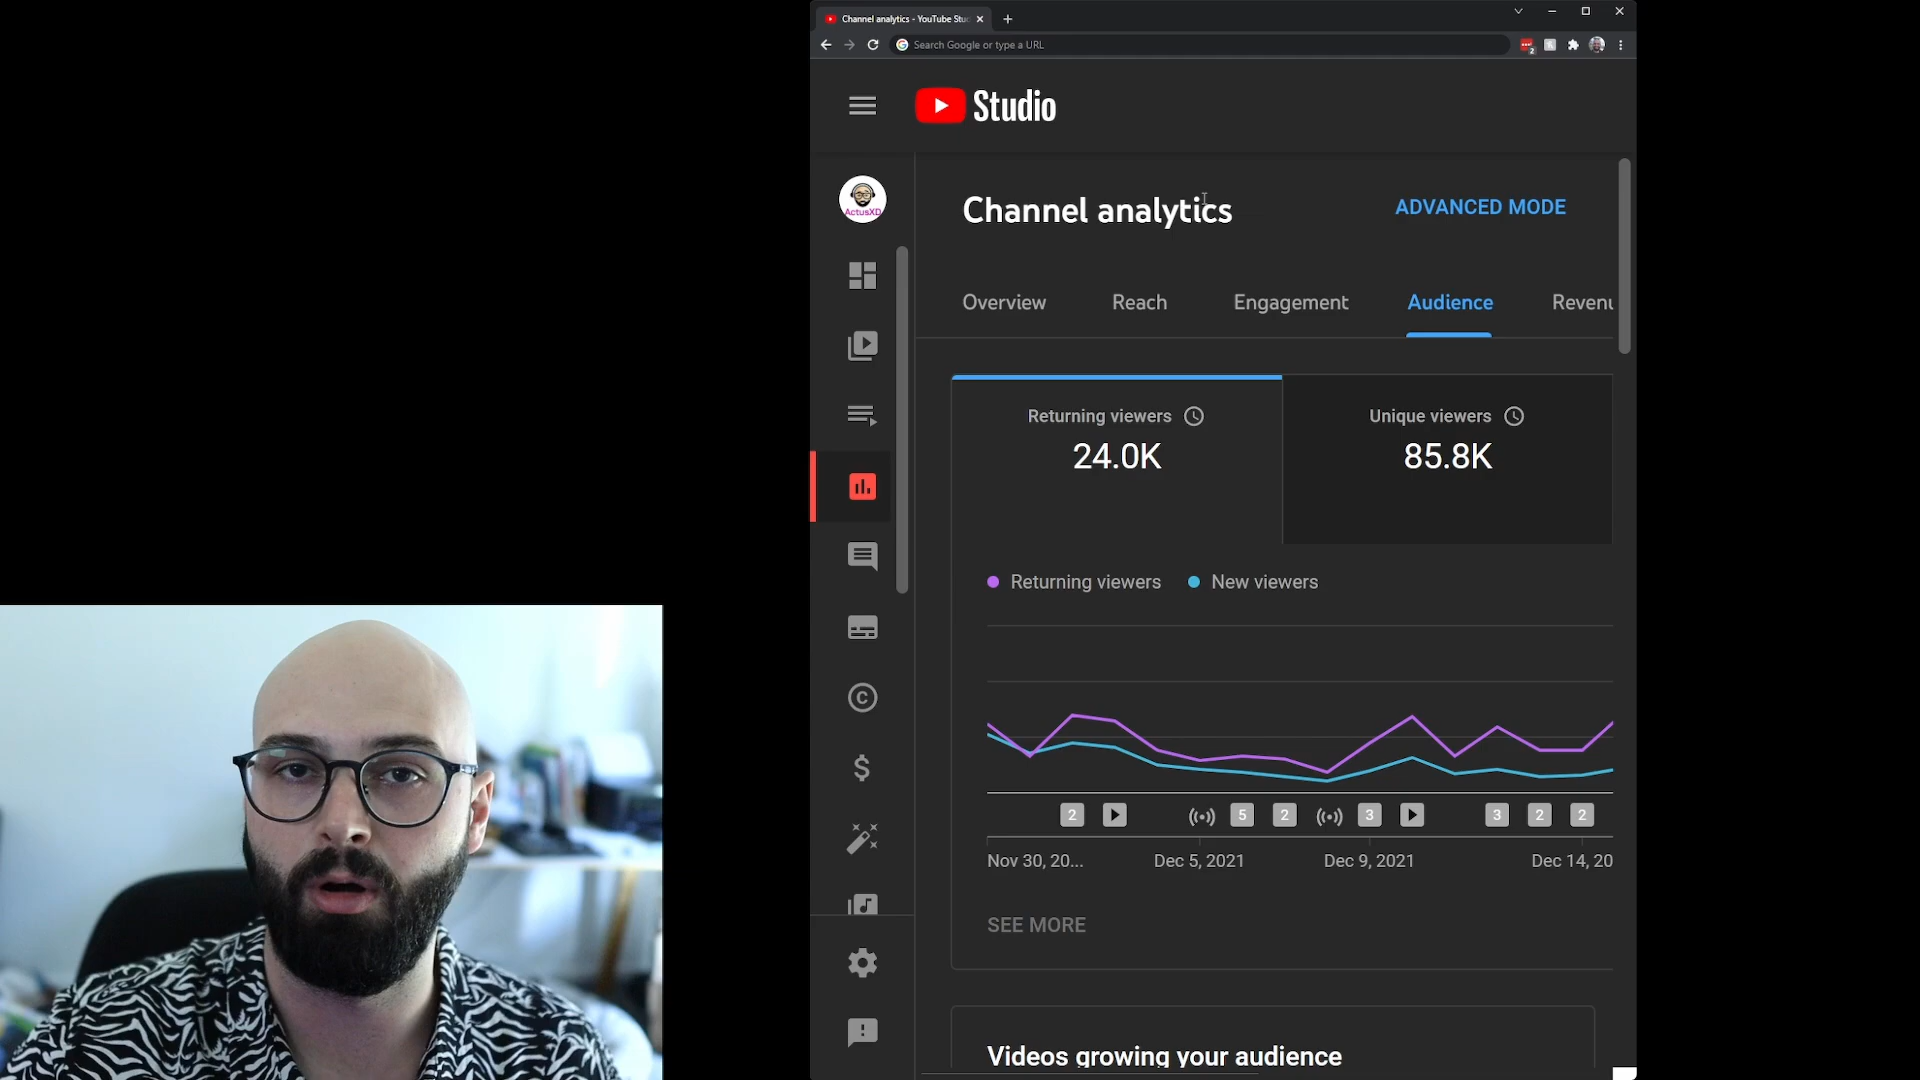 Channel analytics - YouTube Stu
Search Google or type a URL
2
Studio
ActusXD
Channel analytics
ADVANCED MODE
Overview
Reach
Engagement
Audience
Revenu
Returning viewers
24.0K
Unique viewers
85.8K
Returning viewers
New viewers
2
5
2
3
3
2
2
Nov 30, 20...
Dec 5, 2021
Dec 9, 2021
Dec 14, 20
SEE MORE
Videos growing your audience